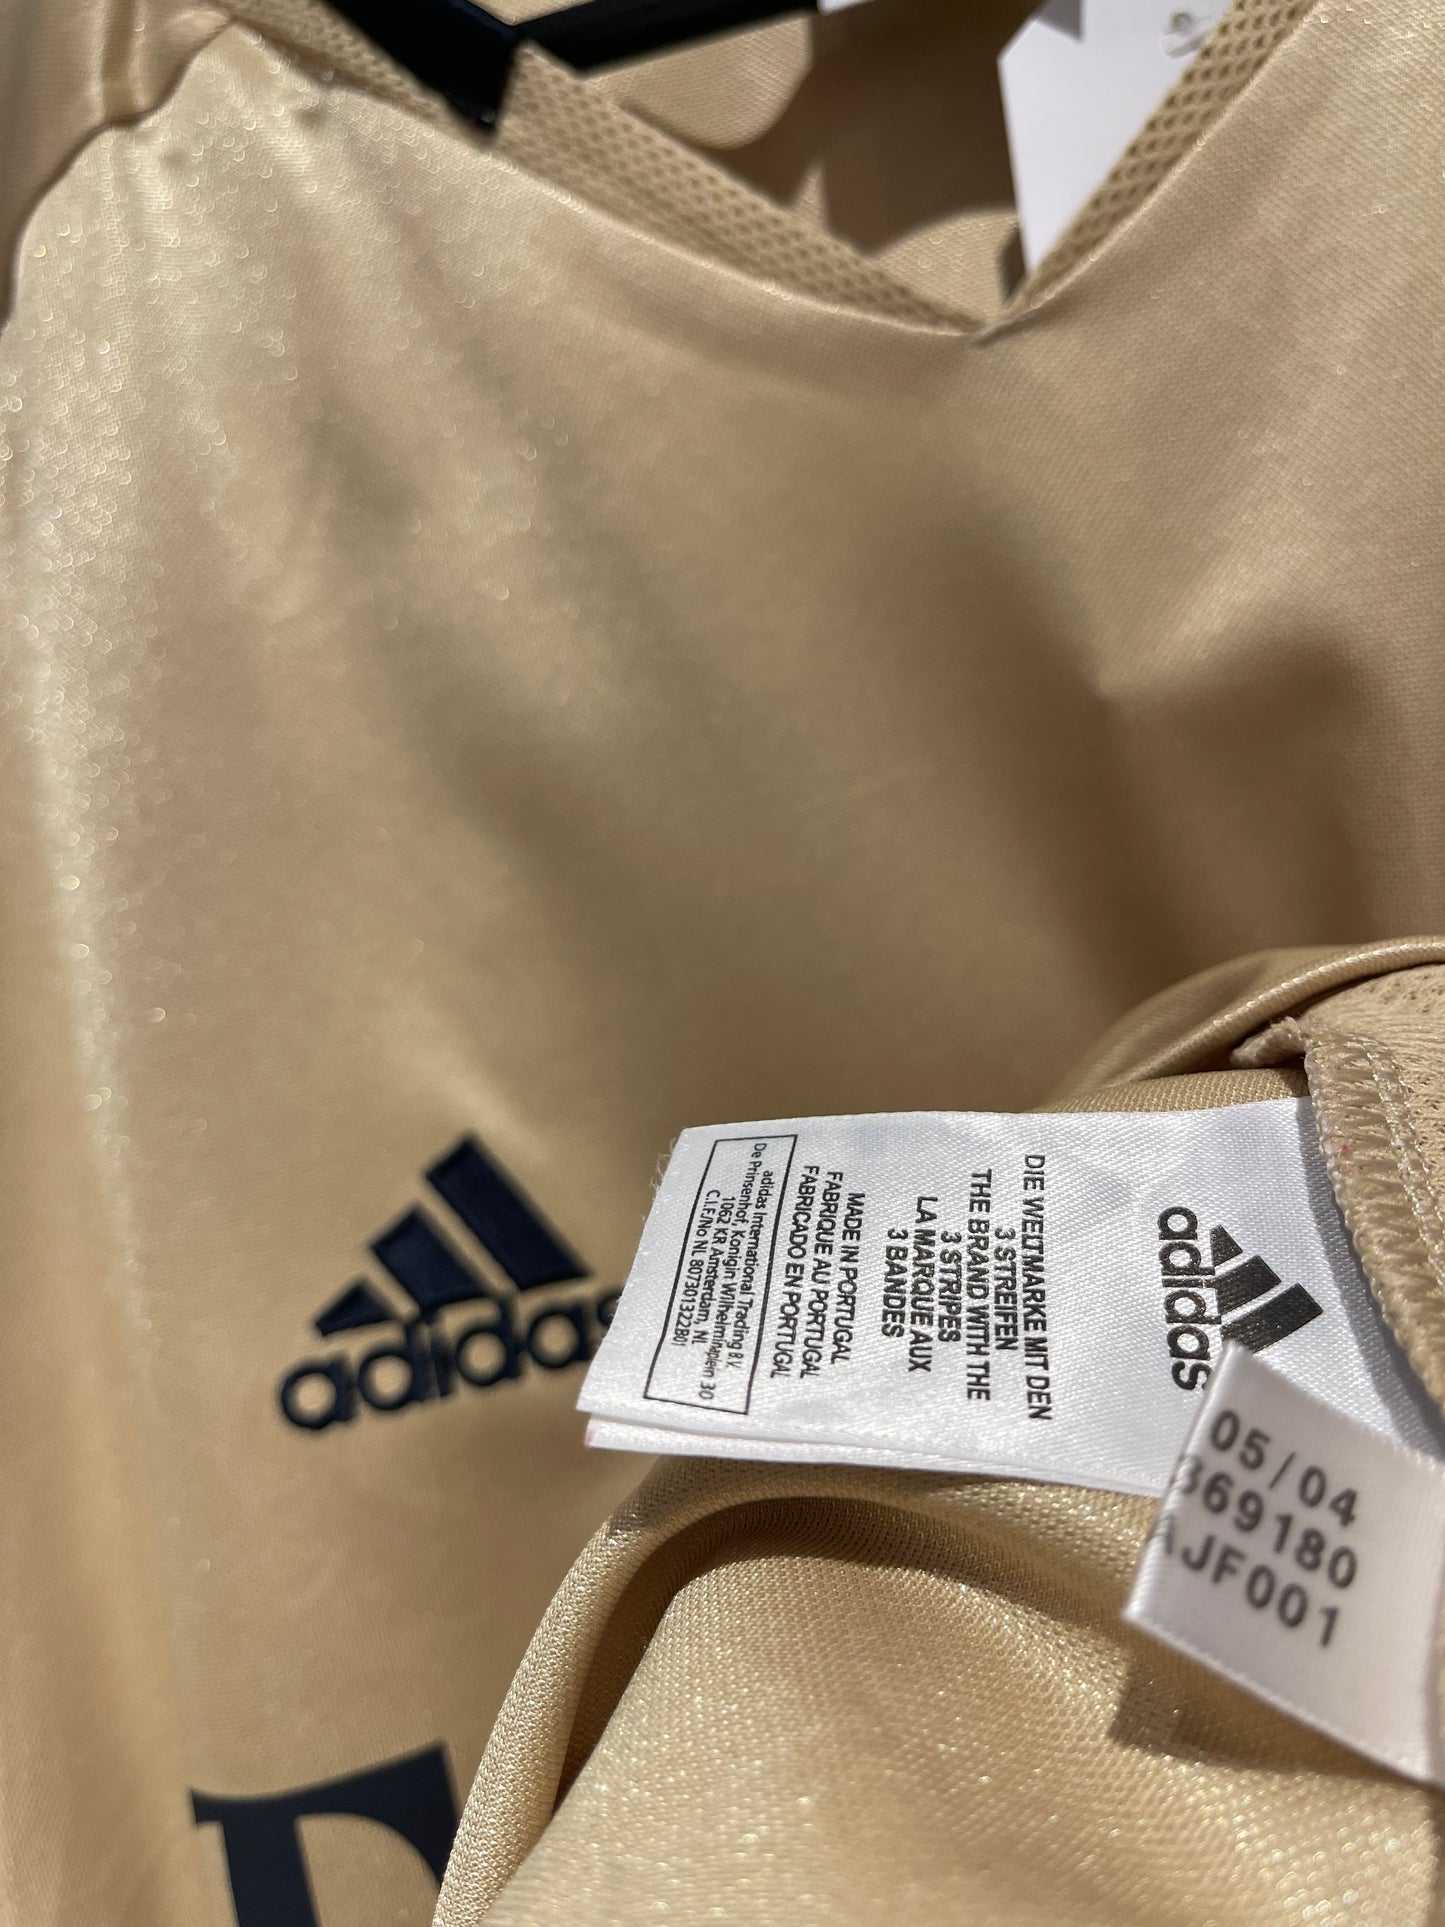 adidas
adidas International Trading B.V.
De Prinsenhof, Konigin Wilhelminaplein 30
1062 KR Amsterdam, NL
C.I.F./No NL 807301322B01
MADE IN PORTUGAL
FABRIQUE AU PORTUGAL
FABRICADO EN PORTUGAL
DIE WELTMARKE MIT DEN
3 STREIFEN
THE BRAND WITH THE
3 STRIPES
LA MARQUE AUX
3 BANDES
adidas
05/04
369180
AJF001